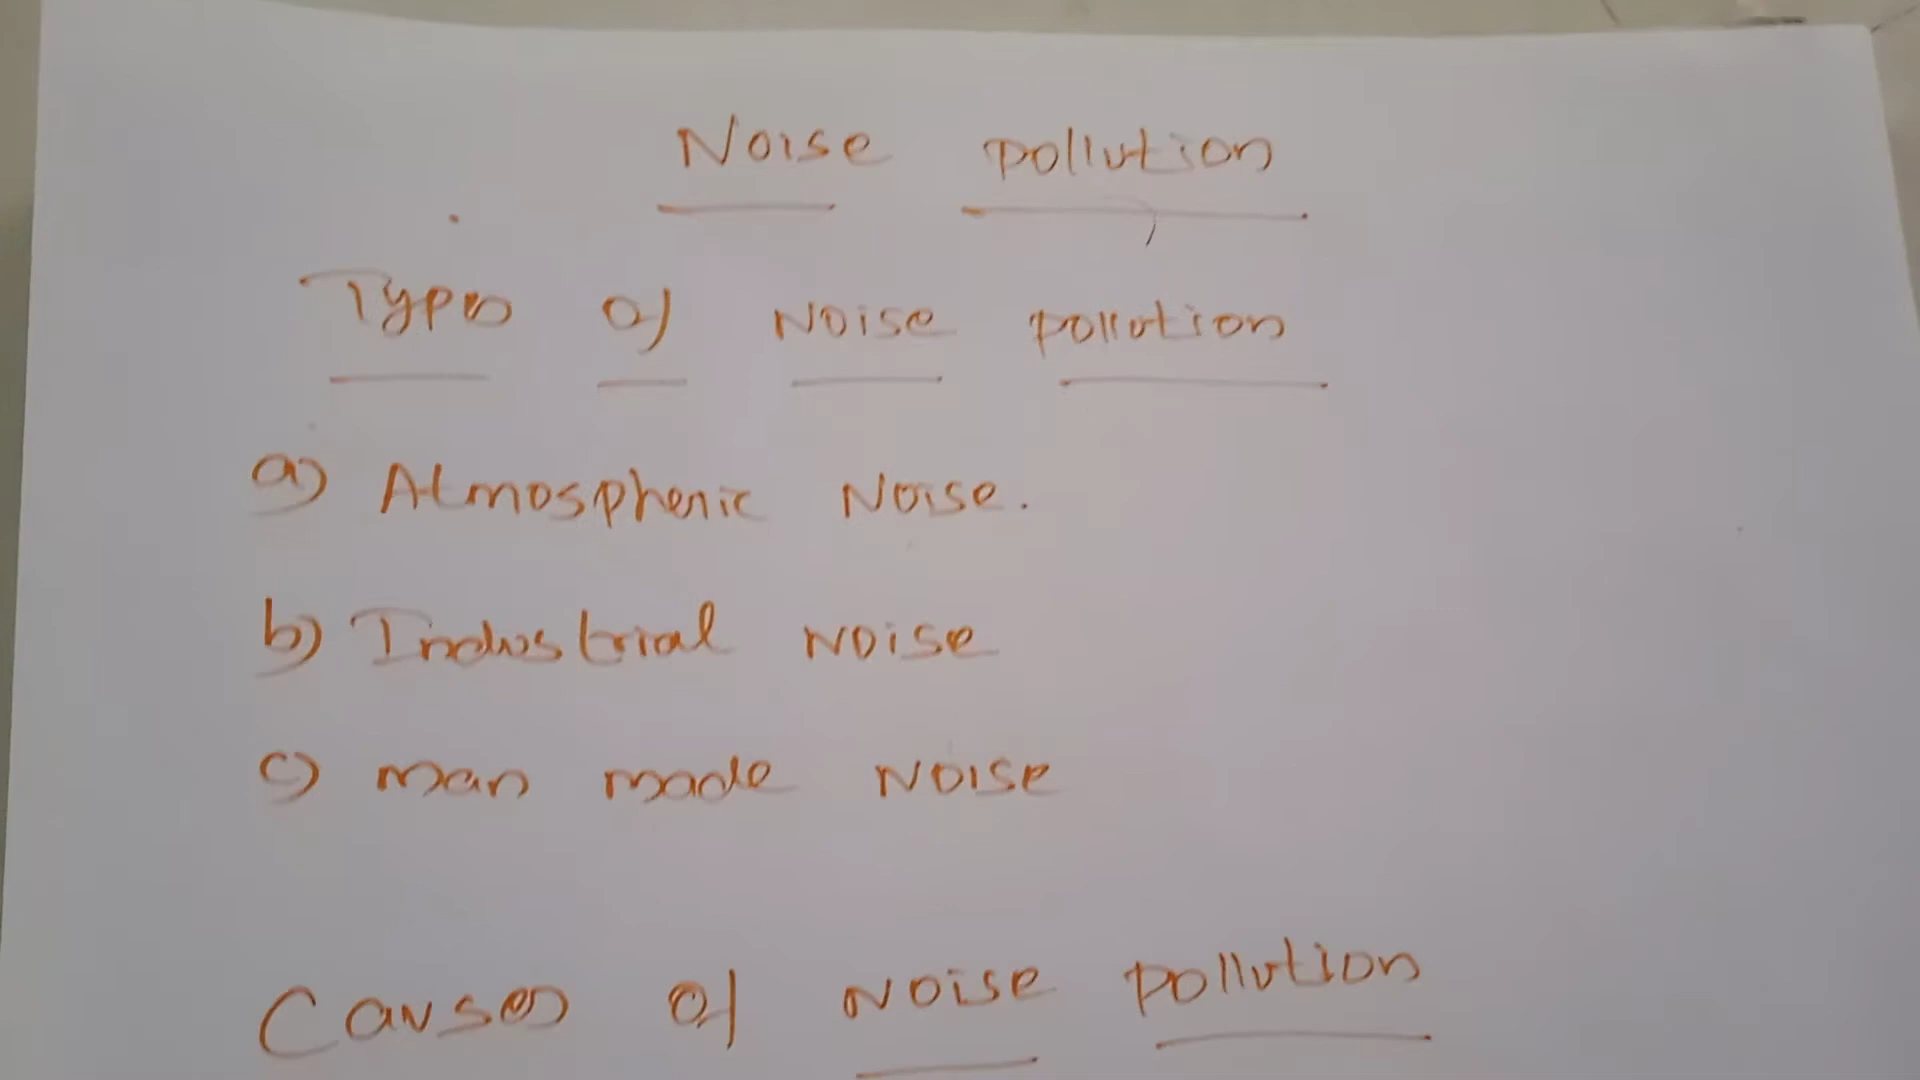 Noise pollution
Types of Noise pollution
a) Atmospheric Noise.
b) Industrial Noise
c) man made Noise
Causes of Noise pollution